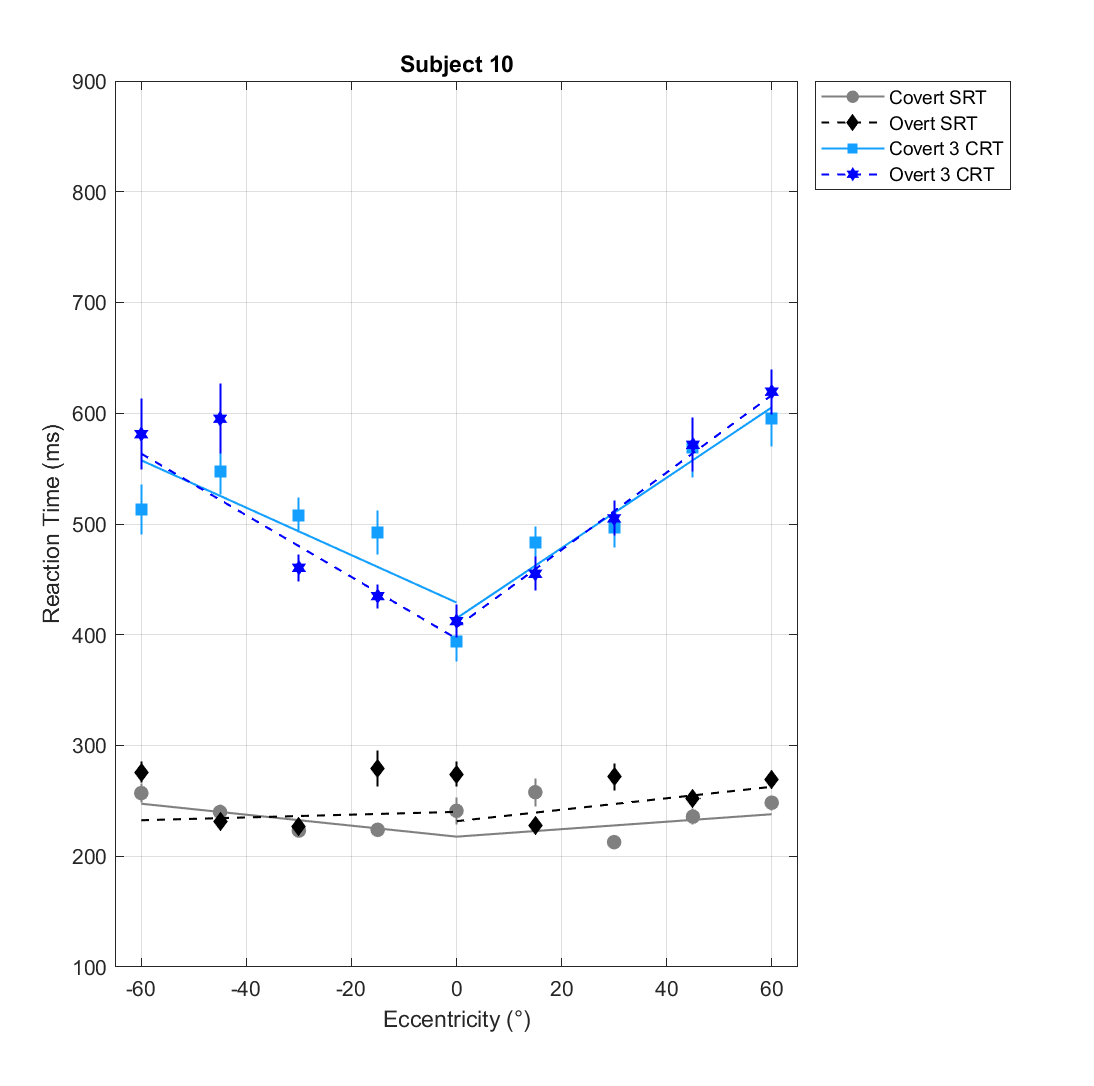 Subject 10
900
800
700
600
500
400
300
200
100
Reaction Time (ms)
-60 -40 -20 0 20 40 60
Eccentricity (°)
Covert SRT
Overt SRT
Covert 3 CRT
Overt 3 CRT